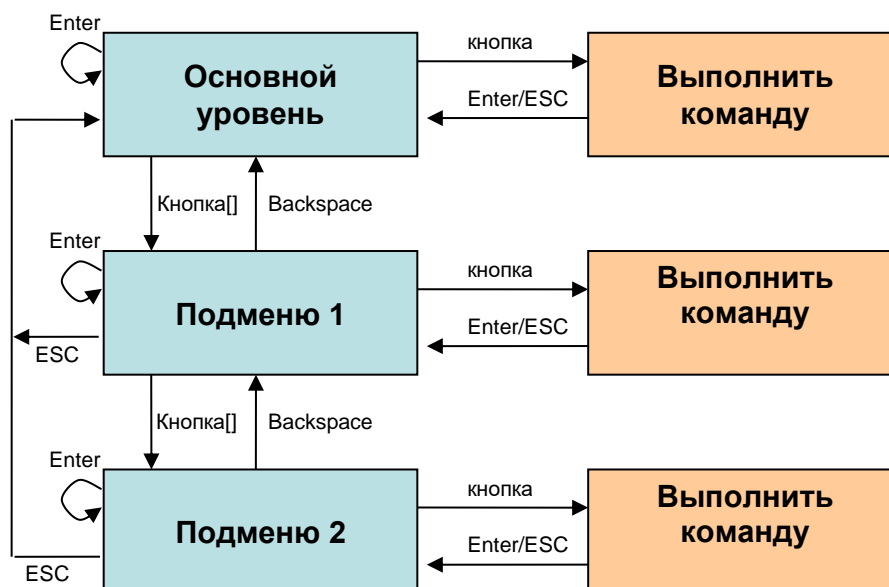 Enter
кнопка
Основной
уровень
Выполнить
команду
Enter/ESC
Кнопка[]
Backspace
Enter
кнопка
Подменю 1
Выполнить
команду
Enter/ESC
ESC
Кнопка[]
Backspace
Enter
кнопка
Подменю 2
Выполнить
команду
Enter/ESC
ESC